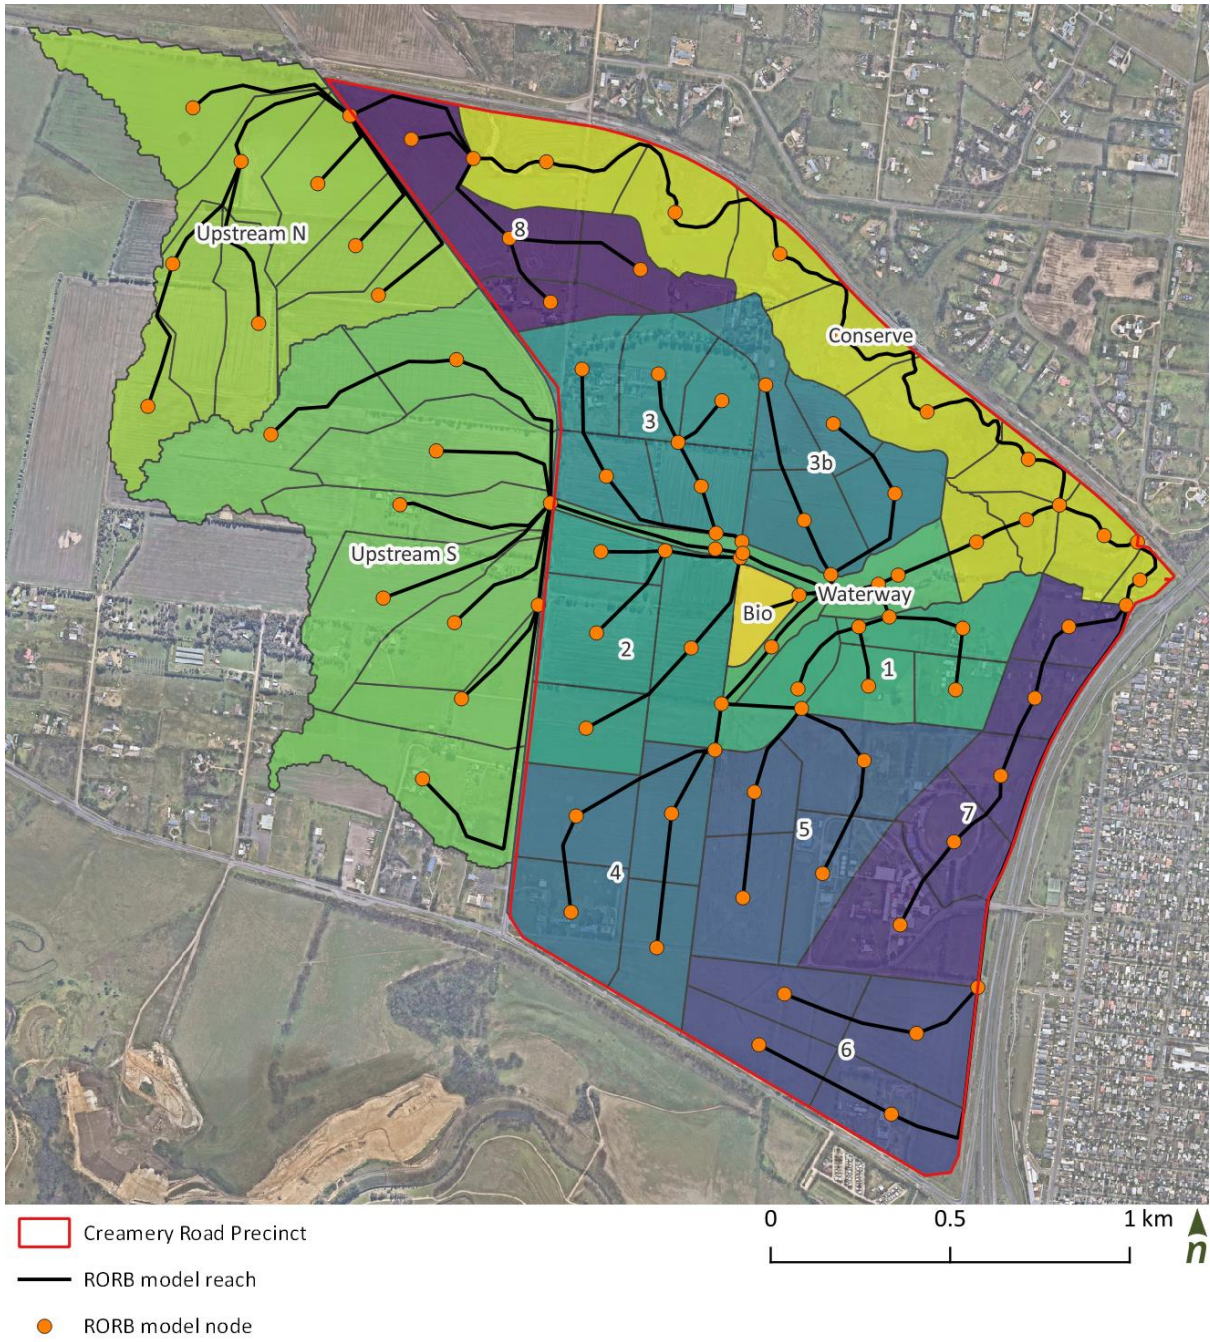 Upstream N
8
Conserve
3
3b
Upstream S
Waterway
Bio
2
1
7
5
4
6
0
0.5
1 km
n
Creamery Road Precinct
RORB model reach
RORB model node